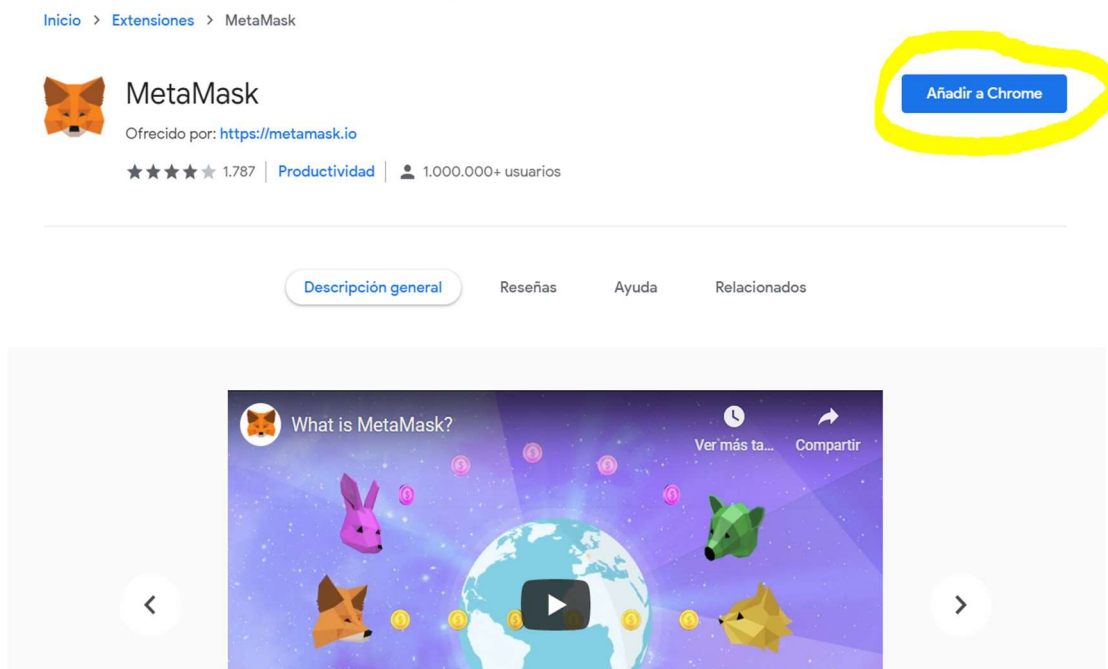 Inicio > Extensiones > MetaMask
MetaMask
Añadir a Chrome
Ofrecido por: https://metamask.io
1.787 | Productividad | 1.000.000+ usuarios
Descripción general
Reseñas
Ayuda
Relacionados
What is MetaMask?
Ver más ta...
Compartir